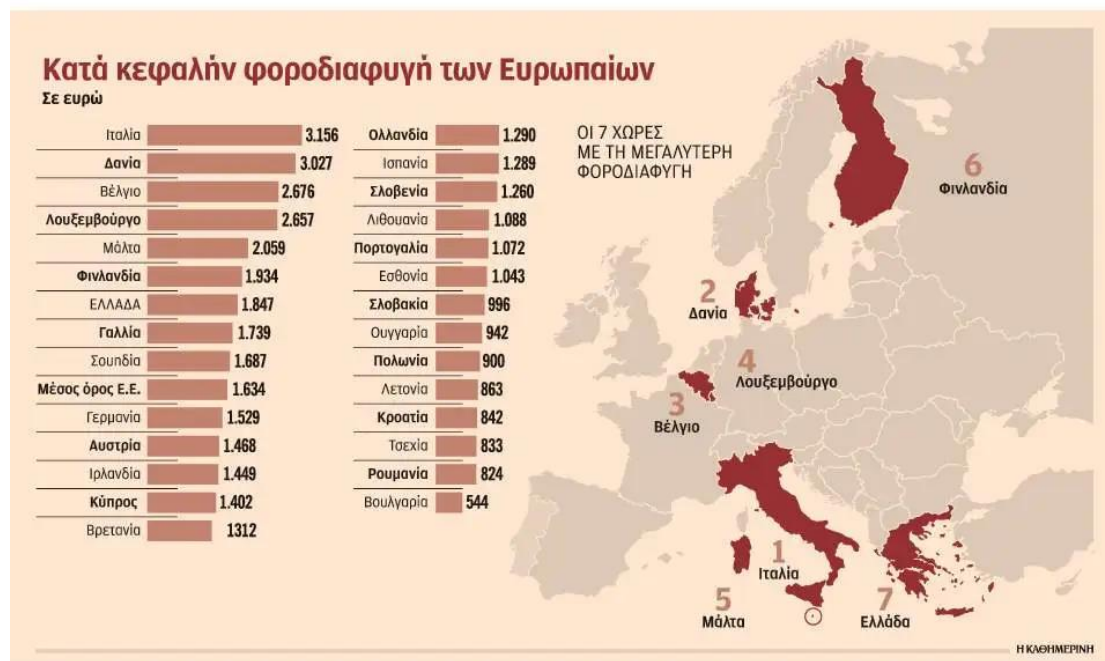 Κατά κεφαλήν φοροδιαφυγή των Ευρωπαίων
Σε ευρώ
Ιταλία 3.156
Δανία 3.027
Βέλγιο 2.676
Λουξεμβούργο 2.657
Μάλτα 2.059
Φινλανδία 1.934
ΕΛΛΑΔΑ 1.847
Γαλλία 1.739
Σουηδία 1.687
Μέσος όρος Ε.Ε. 1.634
Γερμανία 1.529
Αυστρία 1.468
Ιρλανδία 1.449
Κύπρος 1.402
Βρετανία 1312
Ολλανδία 1.290
Ισπανία 1.289
Σλοβενία 1.260
Λιθουανία 1.088
Πορτογαλία 1.072
Εσθονία 1.043
Σλοβακία 996
Ουγγαρία 942
Πολωνία 900
Λετονία 863
Κροατία 842
Τσεχία 833
Ρουμανία 824
Βουλγαρία 544
ΟΙ 7 ΧΩΡΕΣ
ΜΕ ΤΗ ΜΕΓΑΛΥΤΕΡΗ
ΦΟΡΟΔΙΑΦΥΓΗ
6
Φινλανδία
2
Δανία
4
Λουξεμβούργο
3
Βέλγιο
1
Ιταλία
5
Μάλτα
7
Ελλάδα
Η ΚΑΘΗΜΕΡΙΝΗ